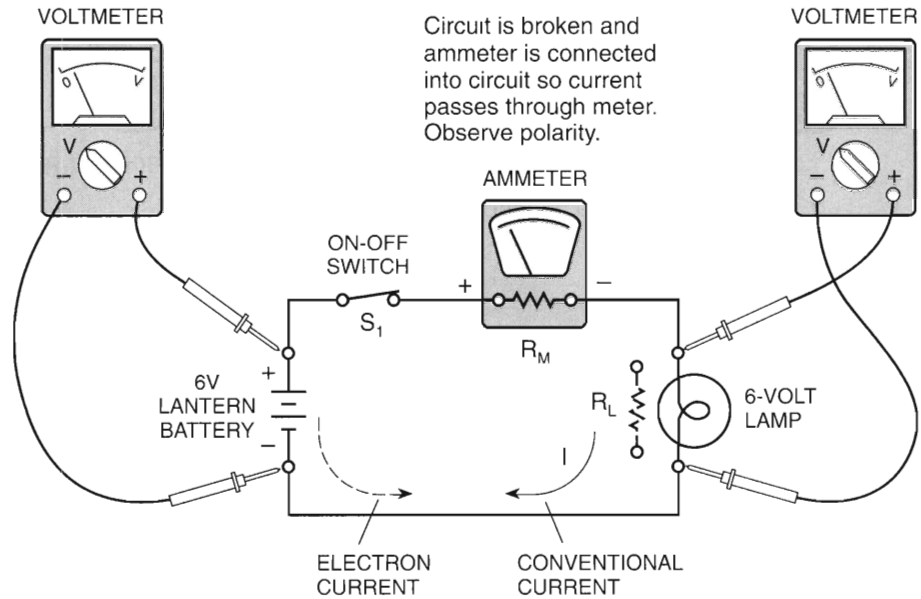 VOLTMETER
Circuit is broken and
ammeter is connected
into circuit so current
passes through meter.
Observe polarity.
VOLTMETER
0 V
V
– +
0 V
V
– +
AMMETER
ON-OFF
SWITCH
S1
+ –
RM
+
6V
LANTERN
BATTERY
–
RL
6-VOLT
LAMP
I
ELECTRON
CURRENT
CONVENTIONAL
CURRENT